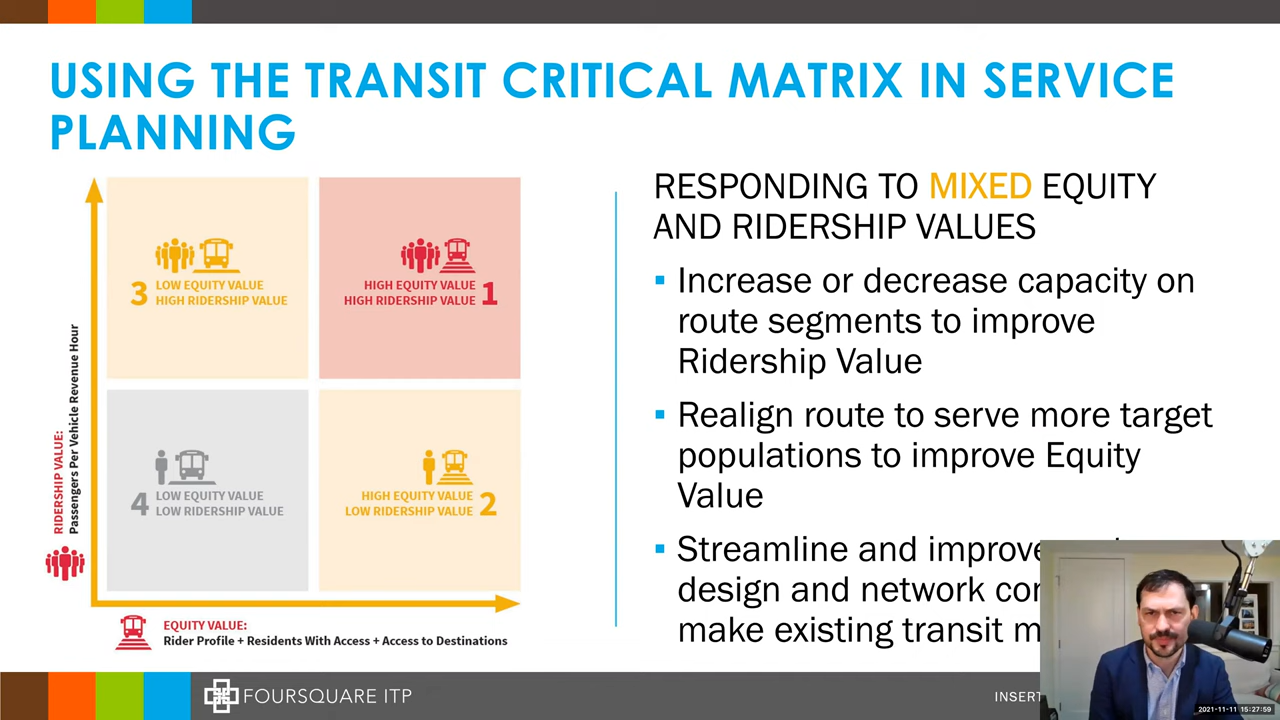 USING THE TRANSIT CRITICAL MATRIX IN SERVICE
PLANNING
RIDERSHIP VALUE:
Passengers Per Vehicle Revenue Hour
3 LOW EQUITY VALUE
HIGH RIDERSHIP VALUE
HIGH EQUITY VALUE
HIGH RIDERSHIP VALUE 1
4 LOW EQUITY VALUE
LOW RIDERSHIP VALUE
HIGH EQUITY VALUE
LOW RIDERSHIP VALUE 2
EQUITY VALUE:
Rider Profile + Residents With Access + Access to Destinations
RESPONDING TO MIXED EQUITY
AND RIDERSHIP VALUES
▪ Increase or decrease capacity on
route segments to improve
Ridership Value
▪ Realign route to serve more target
populations to improve Equity
Value
▪ Streamline and improve
design and network
make existing transit
FOURSQUARE ITP
INSERT
2021-11-11 15:27:59